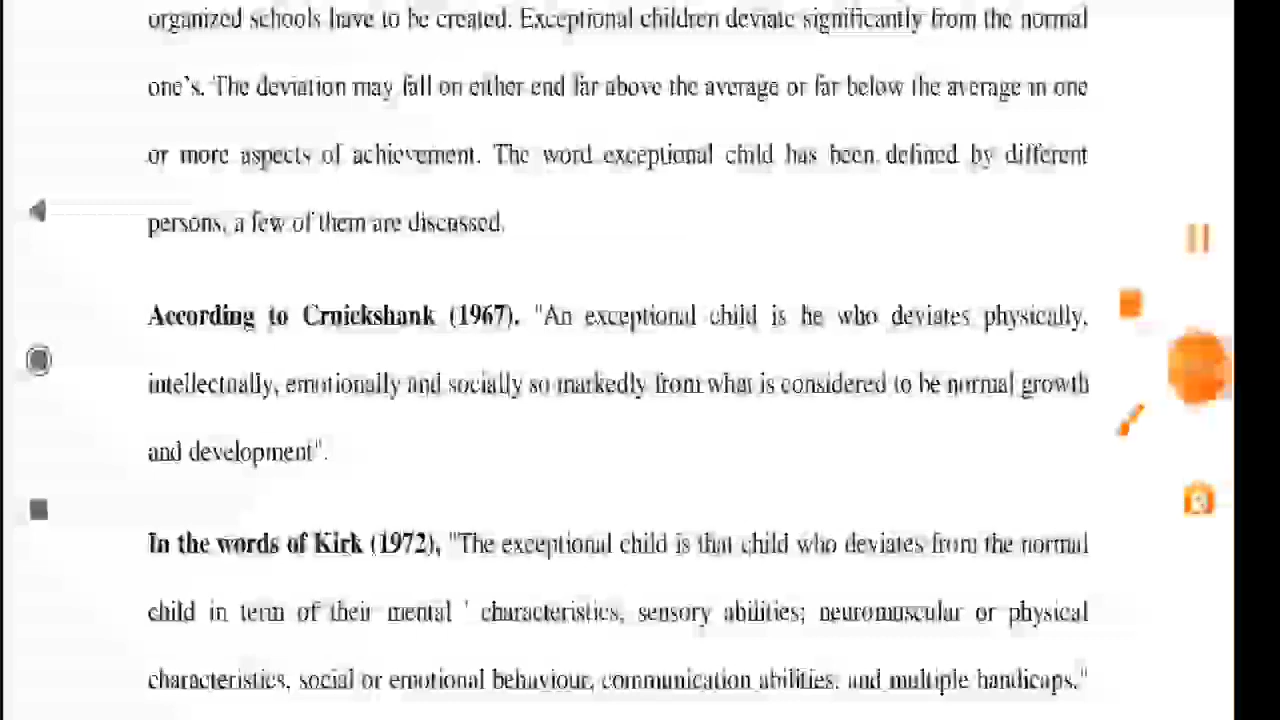 organized schools have to be created. Exceptional children deviate significantly from the normal
one's. The deviation may fall on either end far above the average or far below the average in one
or more aspects of achievement. The word exceptional child has been defined by different
persons, a few of them are discussed.
According to Cruickshank (1967), "An exceptional child is he who deviates physically,
intellectually, emotionally and socially so markedly from what is considered to be normal growth
and development".
In the words of Kirk (1972), "The exceptional child is that child who deviates from the normal
child in term of their mental ' characteristics, sensory abilities; neuromuscular or physical
characteristics, social or emotional behaviour, communication abilities, and multiple handicaps."